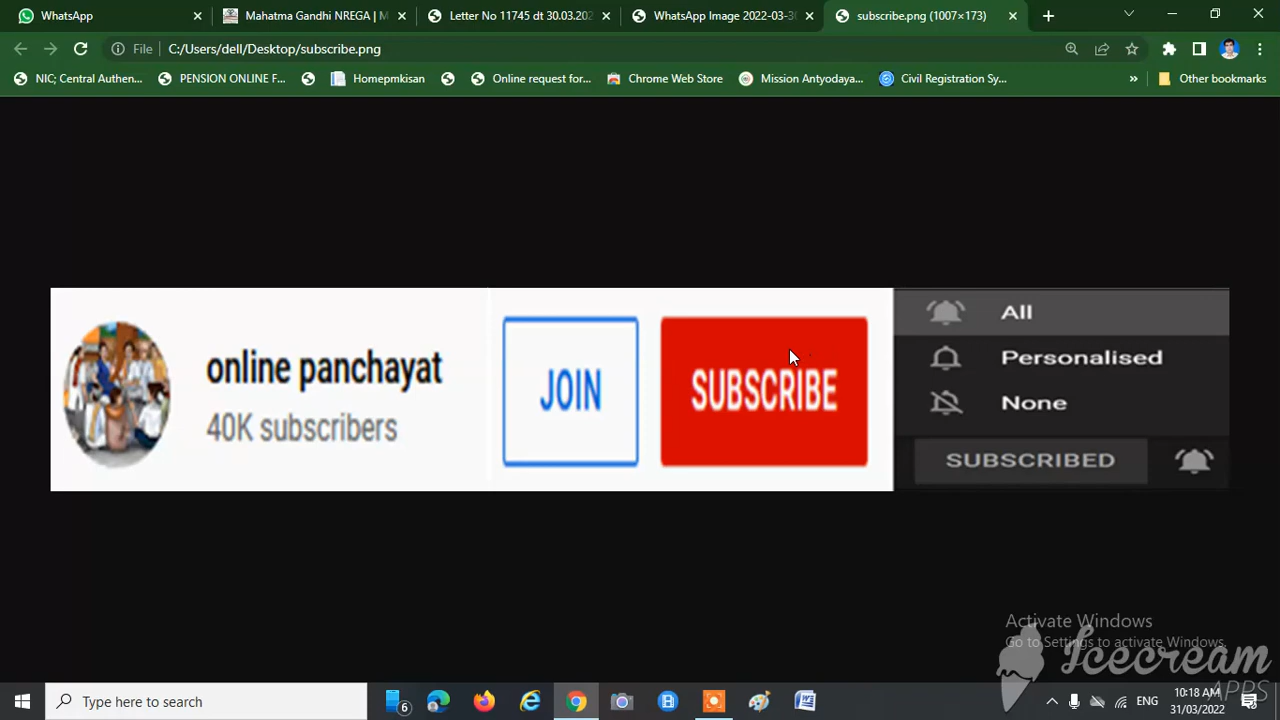 WhatsApp
Mahatma Gandhi NREGA | M
Letter No 11745 dt 30.03.202
WhatsApp Image 2022-03-30
subscribe.png (1007×173)
File
C:/Users/dell/Desktop/subscribe.png
NIC; Central Authen...
PENSION ONLINE F...
Homepmkisan
Online request for...
Chrome Web Store
Mission Antyodaya...
Civil Registration Sy...
»
Other bookmarks
online panchayat
40K subscribers
JOIN
SUBSCRIBE
All
Personalised
None
SUBSCRIBED
Activate Windows
Go to Settings to activate Windows.
Icecream
APPS
Type here to search
6
ENG
10:18 AM
31/03/2022